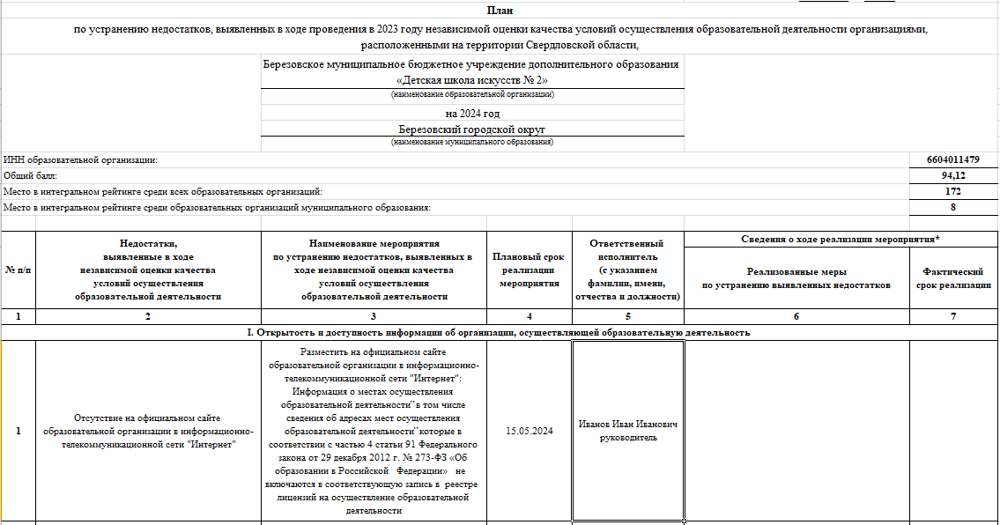 План
по устранению недостатков, выявленных в ходе проведения в 2023 году независимой оценки качества условий осуществления образовательной деятельности организациями,
расположенными на территории Свердловской области,
Березовское муниципальное бюджетное учреждение дополнительного образования
«Детская школа искусств № 2»
(наименование образовательной организации)
на 2024 год
Березовский городской округ
(наименование муниципального образования)
ИНН образовательной организации: 6604011479
Общий балл: 94,12
Место в интегральном рейтинге среди всех образовательных организаций: 172
Место в интегральном рейтинге среди образовательных организаций муниципального образования: 8
№ п/п
Недостатки,
выявленные в ходе
независимой оценки качества
условий осуществления
образовательной деятельности
Наименование мероприятия
по устранению недостатков, выявленных в
ходе независимой оценки качества
условий осуществления
образовательной деятельности
Плановый срок
реализации
мероприятия
Ответственный
исполнитель
(с указанием
фамилии, имени,
отчества и должности)
Сведения о ходе реализации мероприятия*
Реализованные меры
по устранению выявленных недостатков
Фактический
срок реализации
1 2 3 4 5 6 7
I. Открытость и доступность информации об организации, осуществляющей образовательную деятельность
1
Отсутствие на официальном сайте
образовательной организации в информационно-
телекоммуникационной сети "Интернет"
Разместить на официальном сайте
образовательной организации в информационно-
телекоммуникационной сети "Интернет":
Информация о местах осуществления
образовательной деятельности" в том числе
сведения об адресах мест осуществления
образовательной деятельности" которые в
соответствии с частью 4 статьи 91 Федерального
закона от 29 декабря 2012 г. № 273-ФЗ «Об
образовании в Российской Федерации» не
включаются в соответствующую запись в реестре
лицензий на осуществление образовательной
деятельности
15.05.2024
Иванов Иван Иванович
руководитель